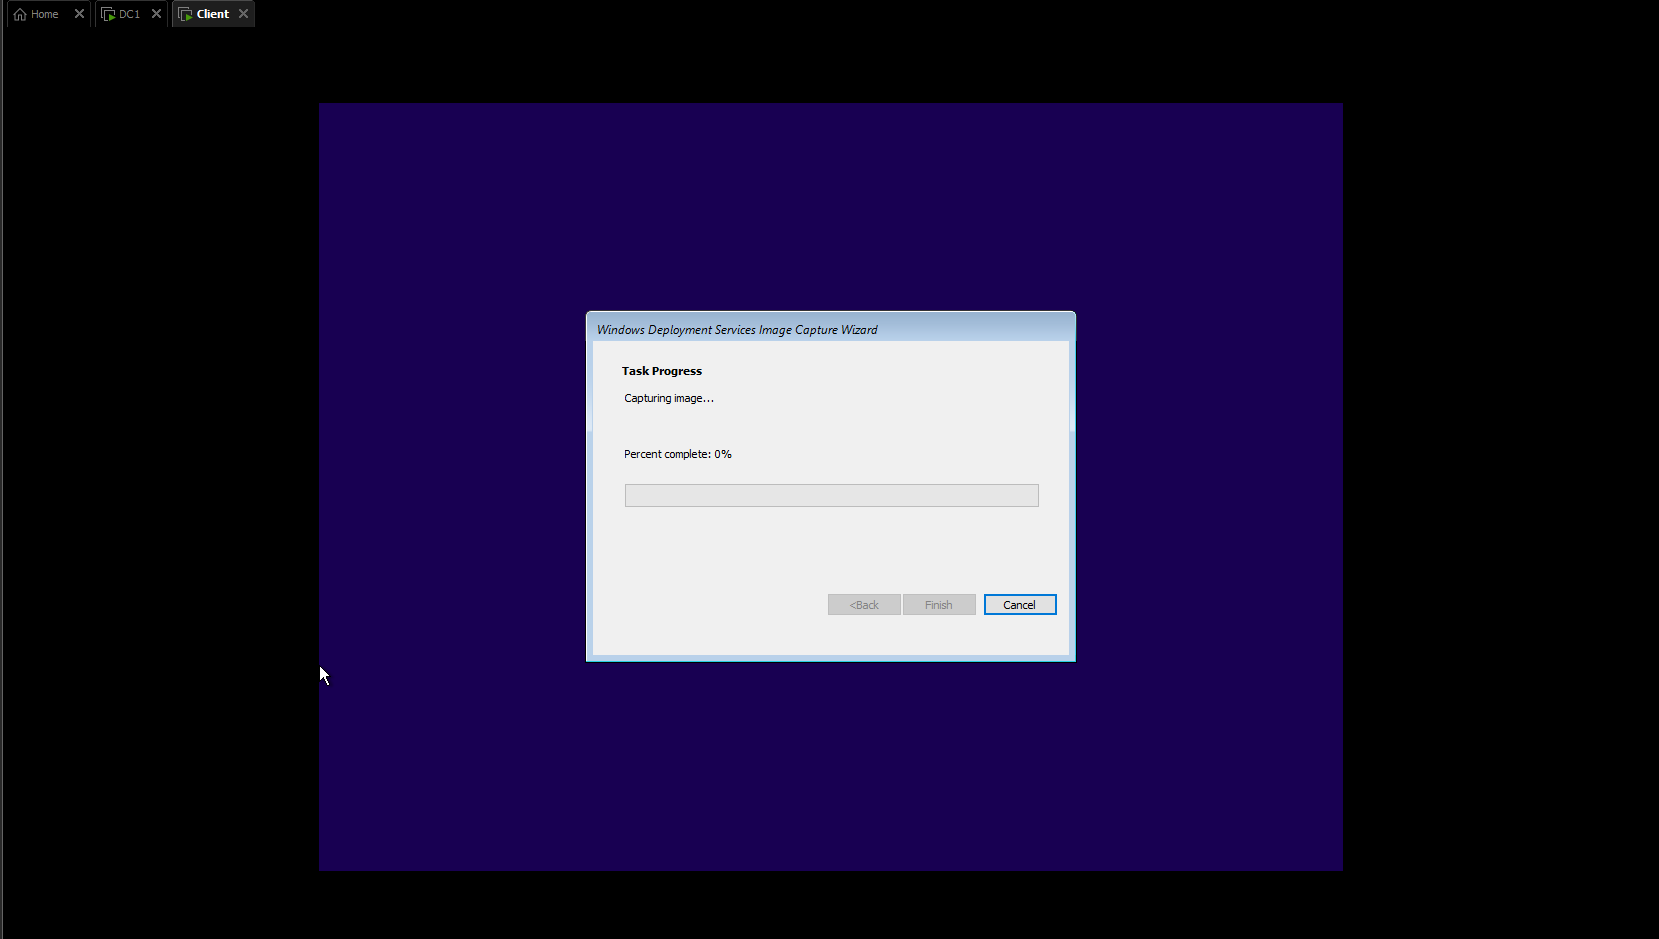 Home DC1 Client
Windows Deployment Services Image Capture Wizard
Task Progress
Capturing image...
Percent complete: 0%
<Back Finish Cancel